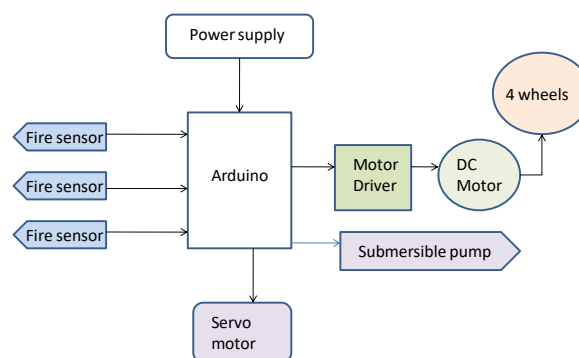 Power supply
4 wheels
Fire sensor
Fire sensor
Fire sensor
Arduino
Motor
Driver
DC
Motor
Submersible pump
Servo
motor